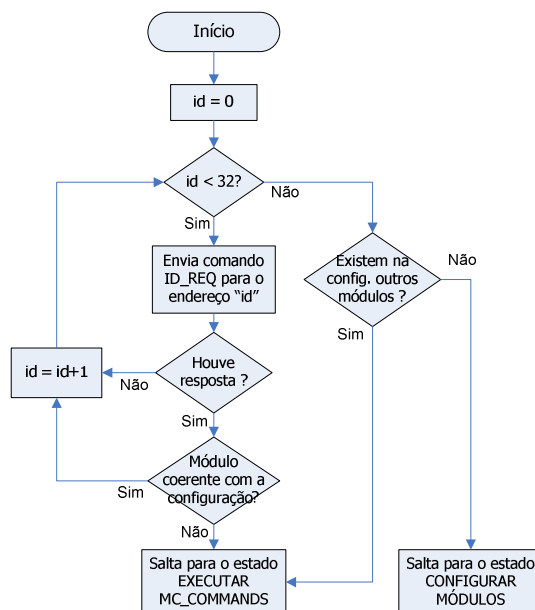 Início
id = 0
id < 32?
Não
Sim
Envia comando
ID_REQ para o
endereço “id”
Existem na
config. outros
módulos ?
Não
Sim
Houve
resposta ?
Não
id = id+1
Sim
Módulo
coerente com a
configuração?
Sim
Não
Salta para o estado
EXECUTAR
MC_COMMANDS
Salta para o estado
CONFIGURAR
MÓDULOS